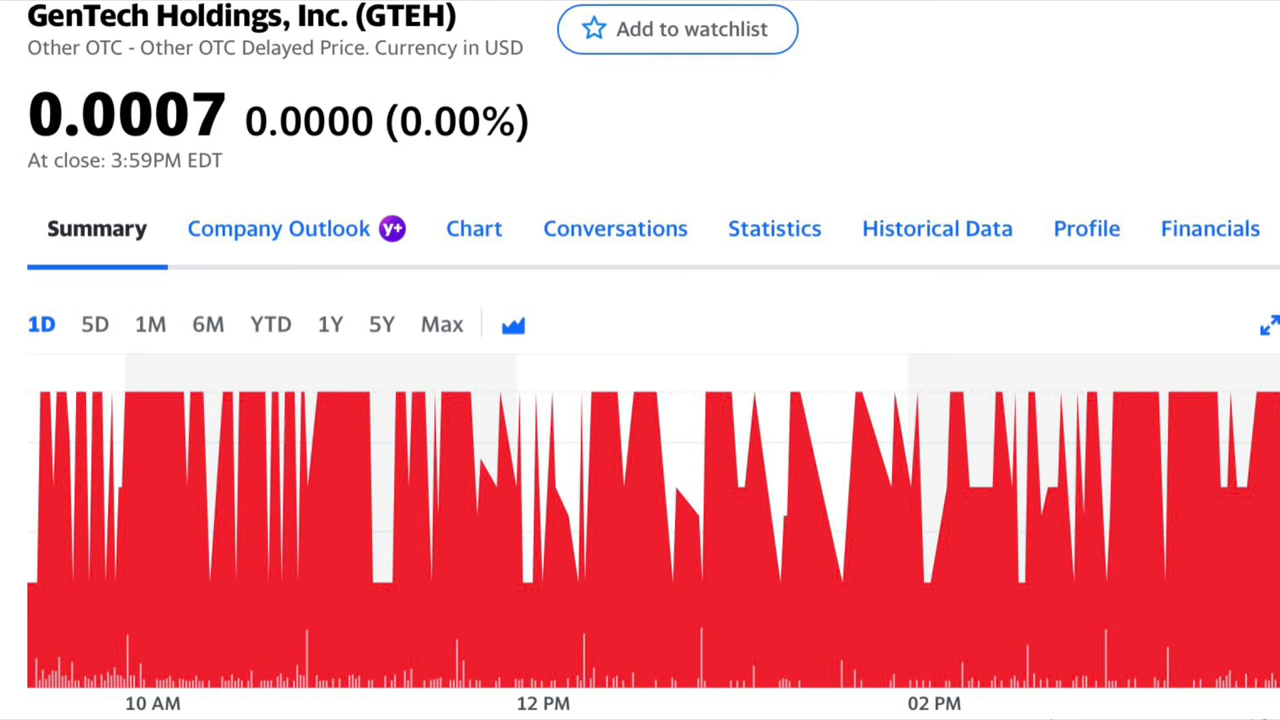 GenTech Holdings, Inc. (GTEH)
Other OTC - Other OTC Delayed Price. Currency in USD
Add to watchlist
0.0007 0.0000 (0.00%)
At close: 3:59PM EDT
Summary Company Outlook y+ Chart Conversations Statistics Historical Data Profile Financials
1D 5D 1M 6M YTD 1Y 5Y Max
10 AM 12 PM 02 PM